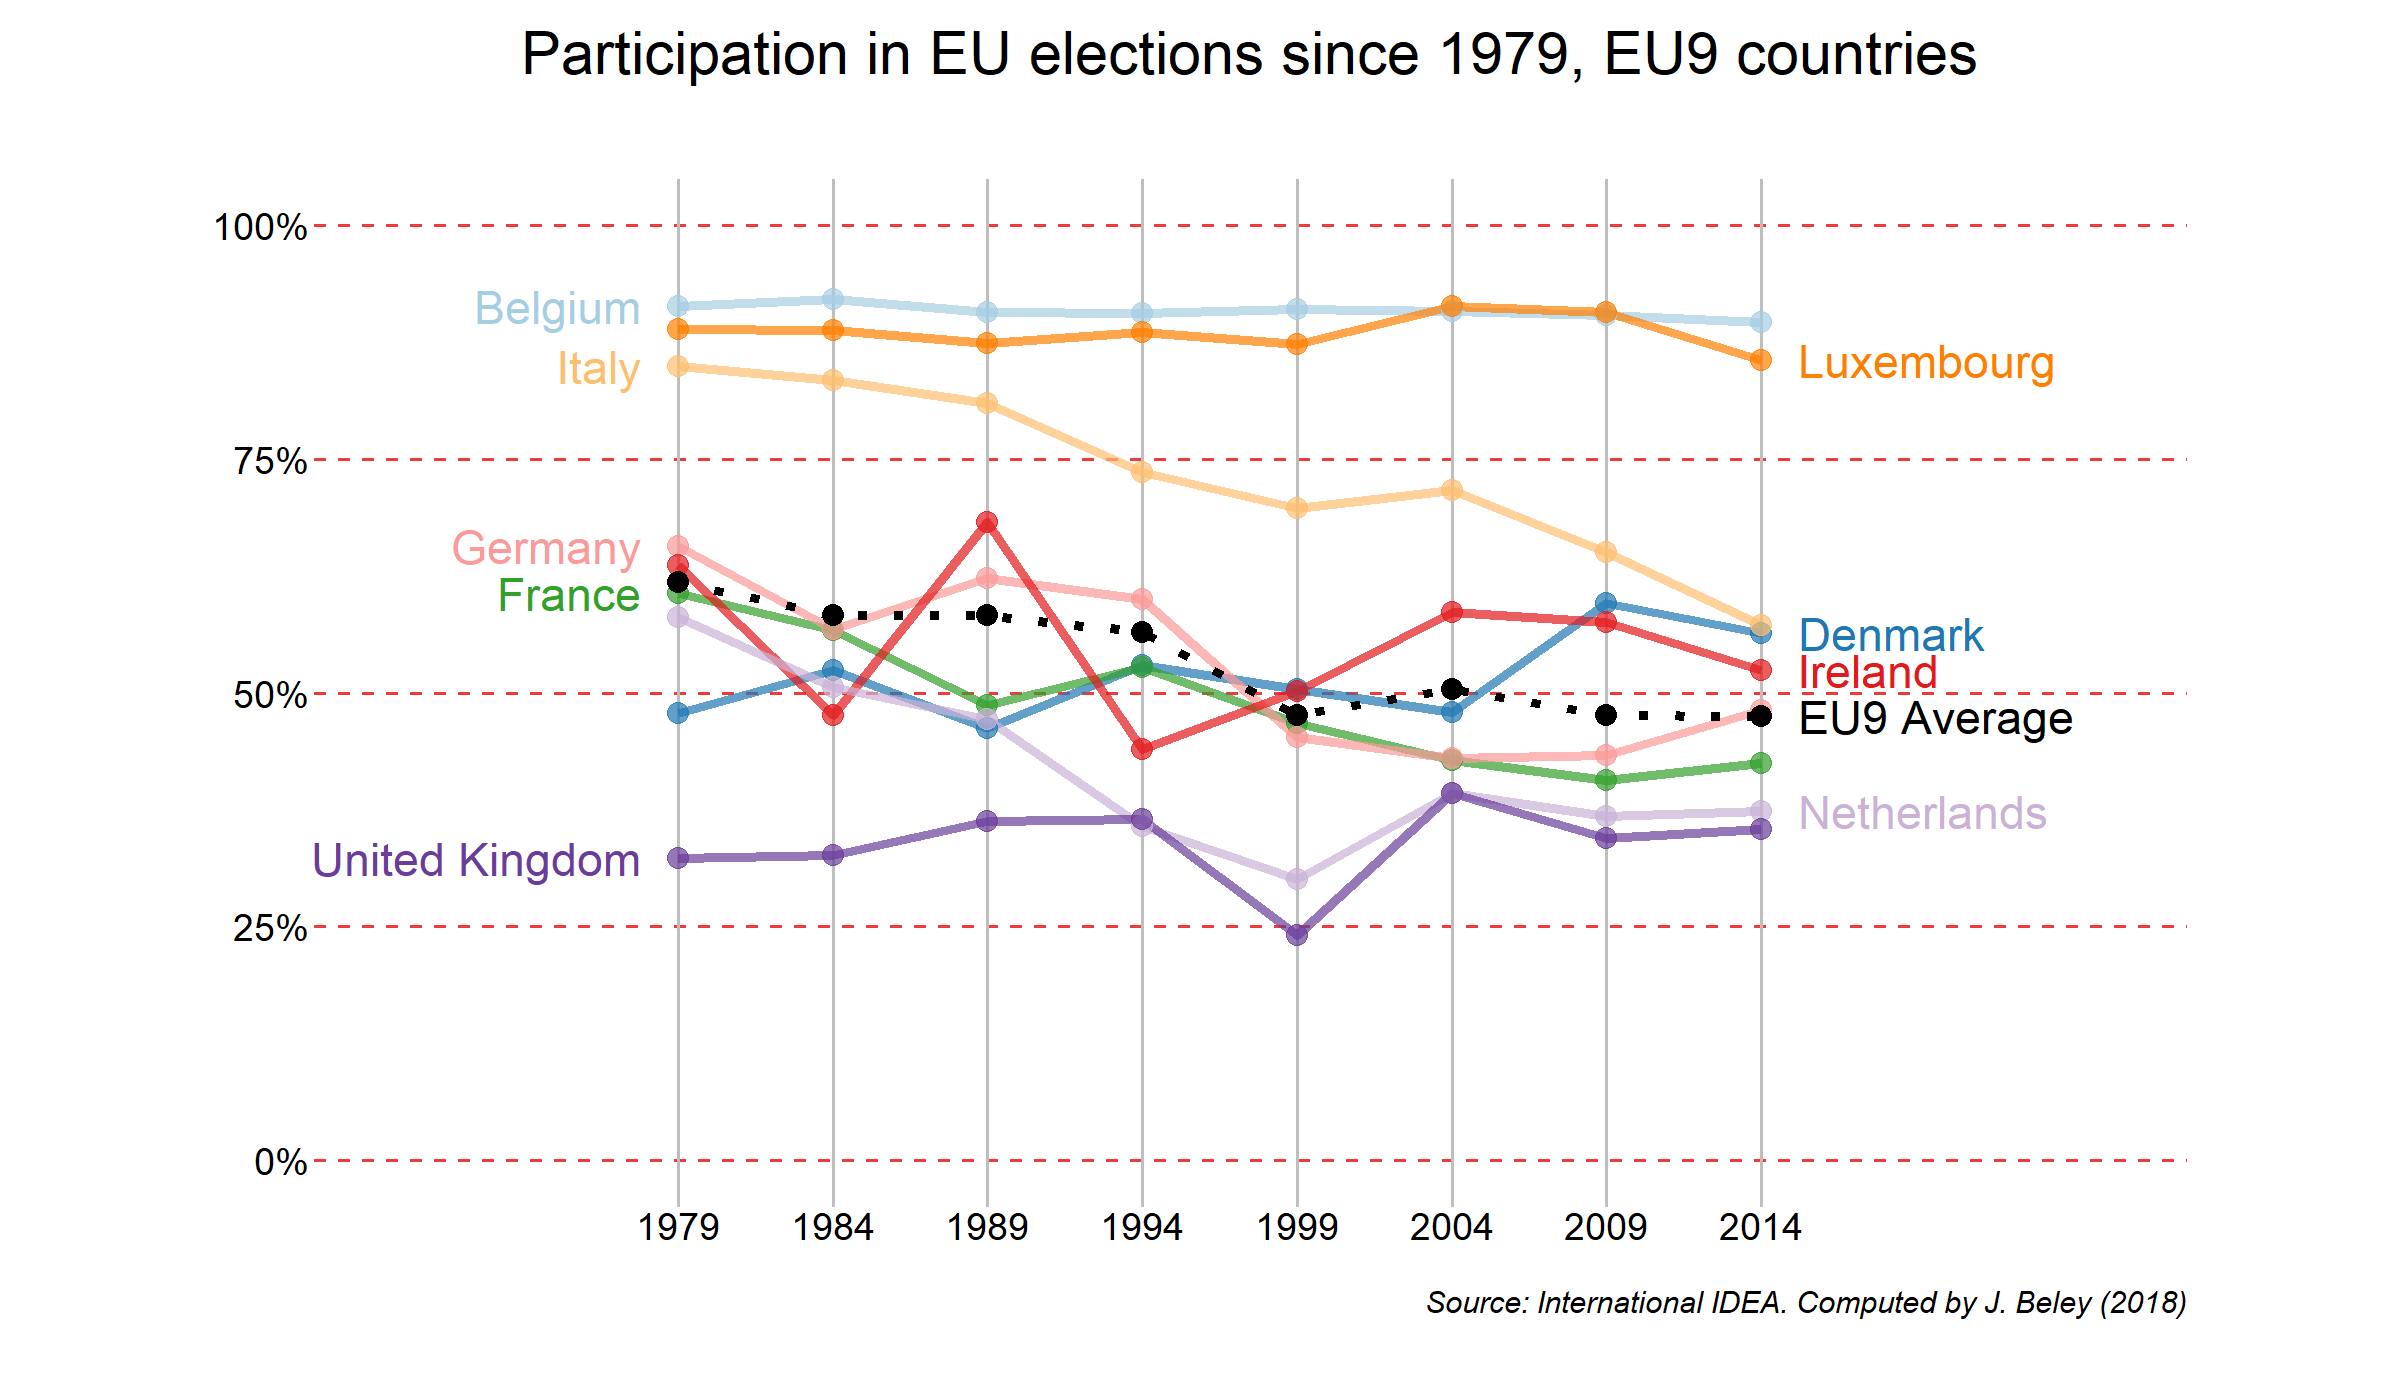 Participation in EU elections since 1979, EU9 countries
100%
Belgium
Italy
Luxembourg
75%
Germany
France
Denmark
Ireland
50%
EU9 Average
Netherlands
United Kingdom
25%
0%
1979 1984 1989 1994 1999 2004 2009 2014
Source: International IDEA. Computed by J. Beley (2018)